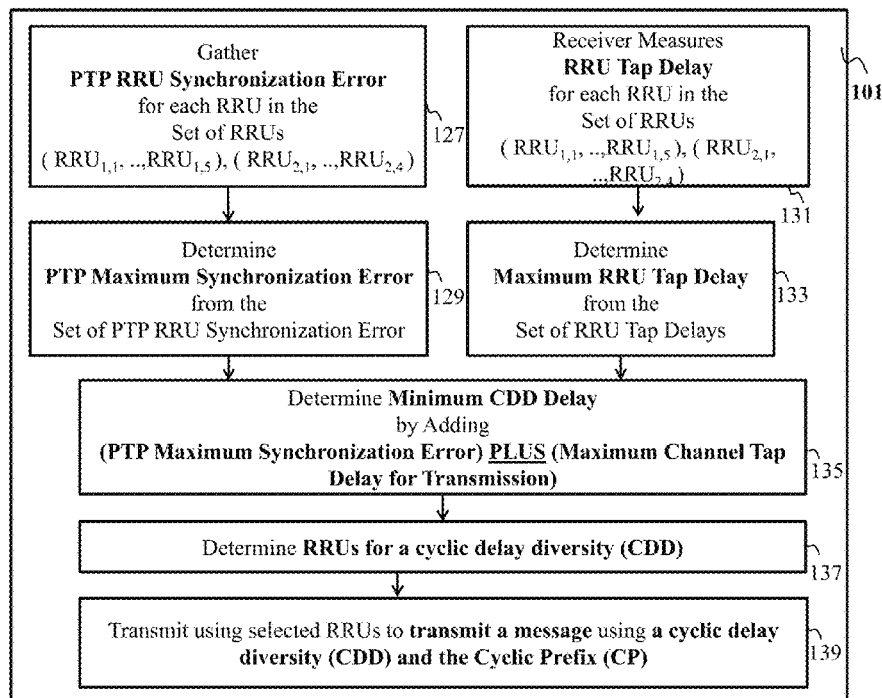 Gather
PTP RRU Synchronization Error
for each RRU in the
Set of RRUs
( RRU1,1, ..,RRU1,5), ( RRU2,1, ..,RRU2,4)
127
Receiver Measures
RRU Tap Delay
for each RRU in the
Set of RRUs
( RRU1,1, ..,RRU1,5), ( RRU2,1,
..,RRU2,4)
131
101
Determine
PTP Maximum Synchronization Error
from the
Set of PTP RRU Synchronization Error
129
Determine
Maximum RRU Tap Delay
from the
Set of RRU Tap Delays
133
Determine Minimum CDD Delay
by Adding
(PTP Maximum Synchronization Error) PLUS (Maximum Channel Tap
Delay for Transmission)
135
Determine RRUs for a cyclic delay diversity (CDD)
137
Transmit using selected RRUs to transmit a message using a cyclic delay
diversity (CDD) and the Cyclic Prefix (CP)
139